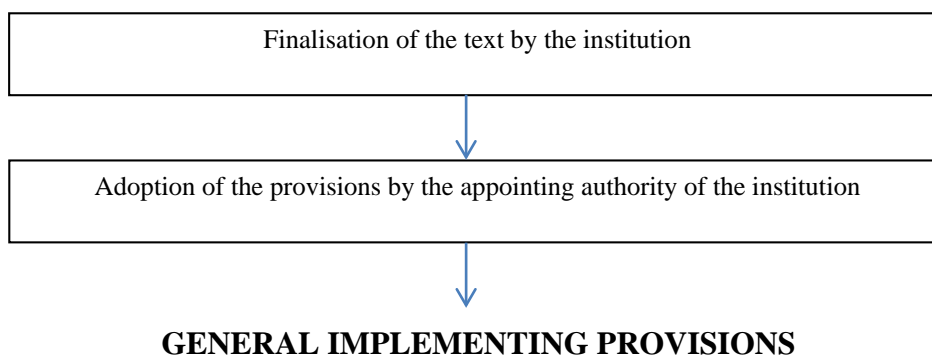 Finalisation of the text by the institution
Adoption of the provisions by the appointing authority of the institution
GENERAL IMPLEMENTING PROVISIONS